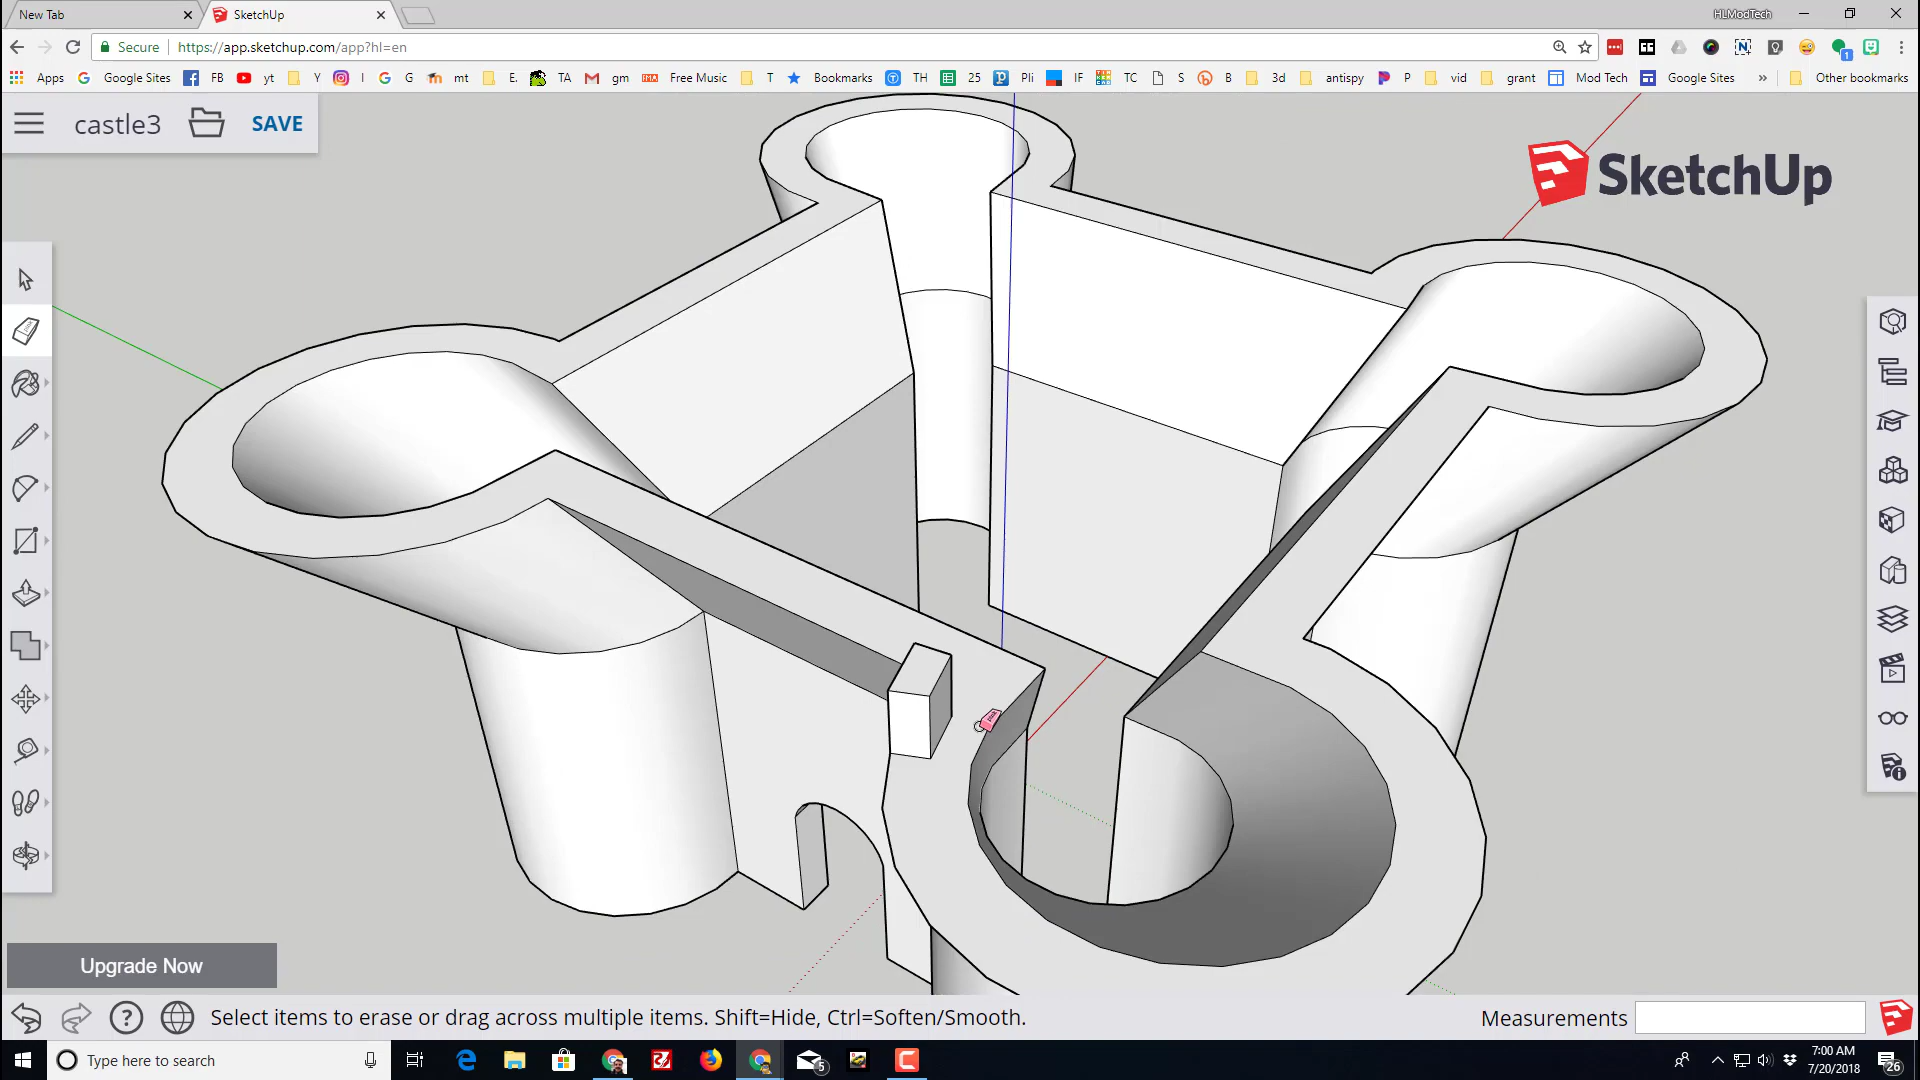 New Tab
SketchUp
HLModTech
Secure
https://app.sketchup.com/app?hl=en
Apps
Google Sites
FB
yt
Y
I
G
mt
E.
TA
gm
IMA
Free Music
T
Bookmarks
TH
25
Pli
IF
TC
S
B
3d
antispy
P
vid
grant
Mod Tech
Google Sites
»
Other bookmarks
castle3
SAVE
SketchUp
Upgrade Now
Select items to erase or drag across multiple items. Shift=Hide, Ctrl=Soften/Smooth.
Measurements
Type here to search
5
7:00 AM
7/20/2018
26